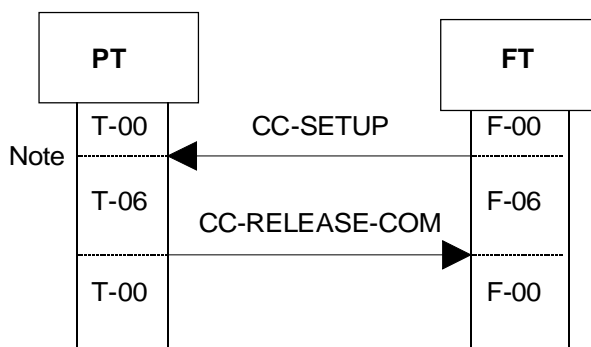 PT
FT
T-00
CC-SETUP
F-00
Note
T-06
F-06
CC-RELEASE-COM
T-00
F-00